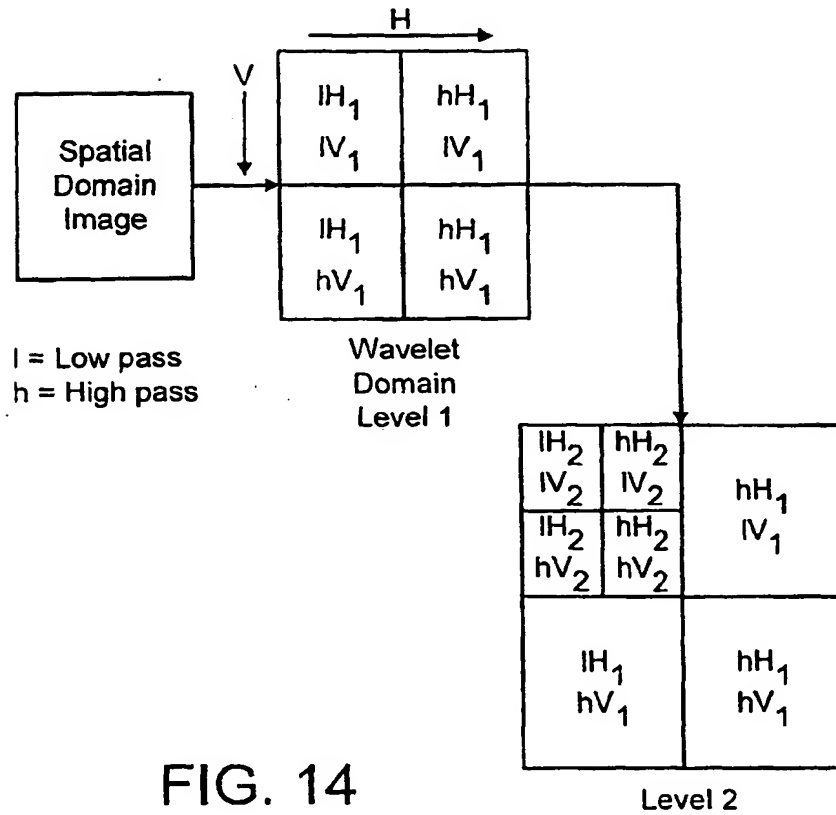 H
V
Spatial
Domain
Image
lH₁ hH₁
lV₁ lV₁
lH₁ hH₁
hV₁ hV₁
l = Low pass
h = High pass
Wavelet
Domain
Level 1
lH₂ hH₂
lV₂ lV₂
hH₁
lV₁
lH₂ hH₂
hV₂ hV₂
lH₁ hH₁
hV₁ hV₁
FIG. 14
Level 2